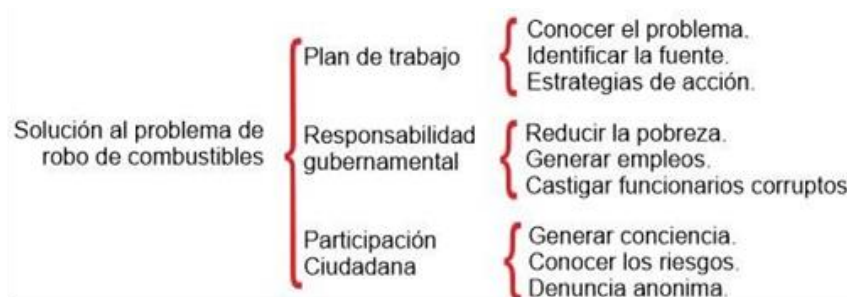 Solución al problema de
robo de combustibles
Plan de trabajo
Conocer el problema.
Identificar la fuente.
Estrategias de acción.
Responsabilidad
gubernamental
Reducir la pobreza.
Generar empleos.
Castigar funcionarios corruptos
Participación
Ciudadana
Generar conciencia.
Conocer los riesgos.
Denuncia anonima.